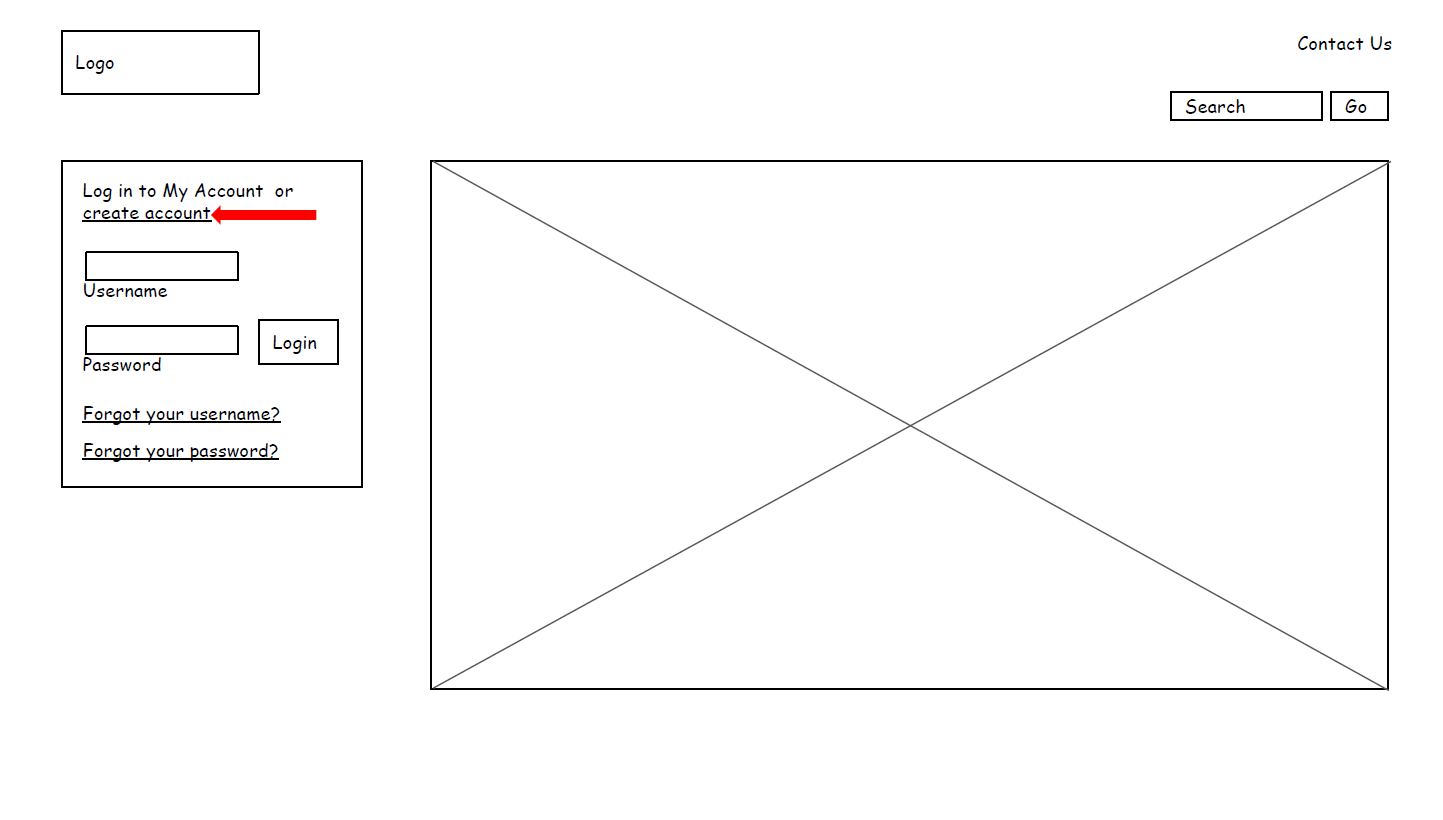 Logo
Contact Us
Search
Go
Log in to My Account or
create account
Username
Password
Login
Forgot your username?
Forgot your password?